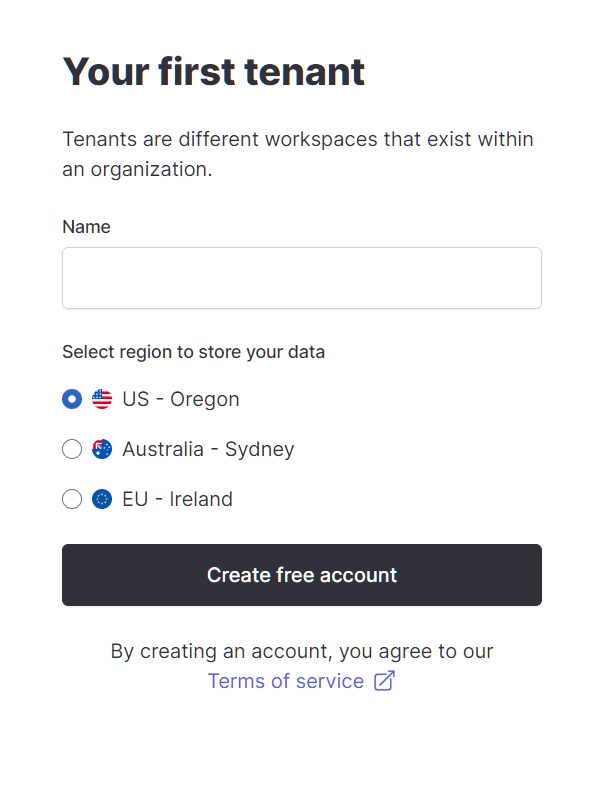 Your first tenant
Tenants are different workspaces that exist within
an organization.
Name
Select region to store your data
US - Oregon
Australia - Sydney
EU - Ireland
Create free account
By creating an account, you agree to our
Terms of service